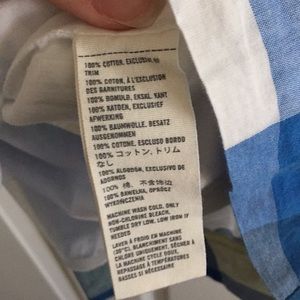 100% COTTON, EXCLUSIVE OF
TRIM
100% COTON, À L'EXCLUSION
DES GARNITURES
100% BOMULD, EKSKL. KANT
100% KATOEN, EXCLUSIEF
AFWERKING
100% BAUMWOLLE, BESATZ
AUSGENOMMEN
100% COTONE, ESCLUSO BORDO
100% コットン、トリム
なし
100% ALGODÓN, EXCLUSIVO DE
ADORNOS
100% 棉, 不含饰边
100% BAWEŁNA, OPRÓCZ
WYKOŃCZENIA
MACHINE WASH COLD. ONLY
NON-CHLORINE BLEACH.
TUMBLE DRY LOW. LOW IRON IF
NEEDED
LAVER À FROID EN MACHINE
(30°C). BLANCHIMENT SANS
CHLORE UNIQUEMENT. SÉCHER À
LA MACHINE CYCLE DOUX.
REPASSAGE À TEMPÉRATURE
BASSE SI NÉCESSAIRE